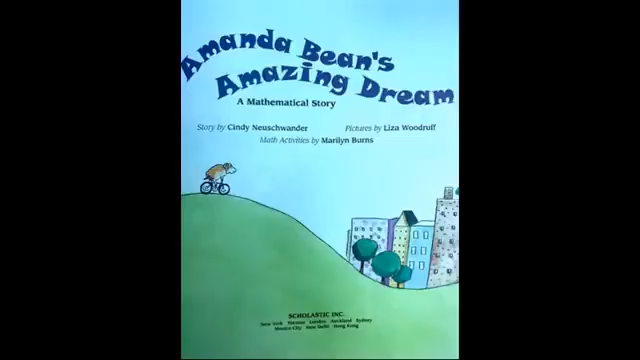 Amanda Bean's
Amazing Dream
A Mathematical Story
Story by Cindy Neuschwander Pictures by Liza Woodruff
Math Activities by Marilyn Burns
SCHOLASTIC INC.
New York Toronto London Auckland Sydney
Mexico City New Delhi Hong Kong